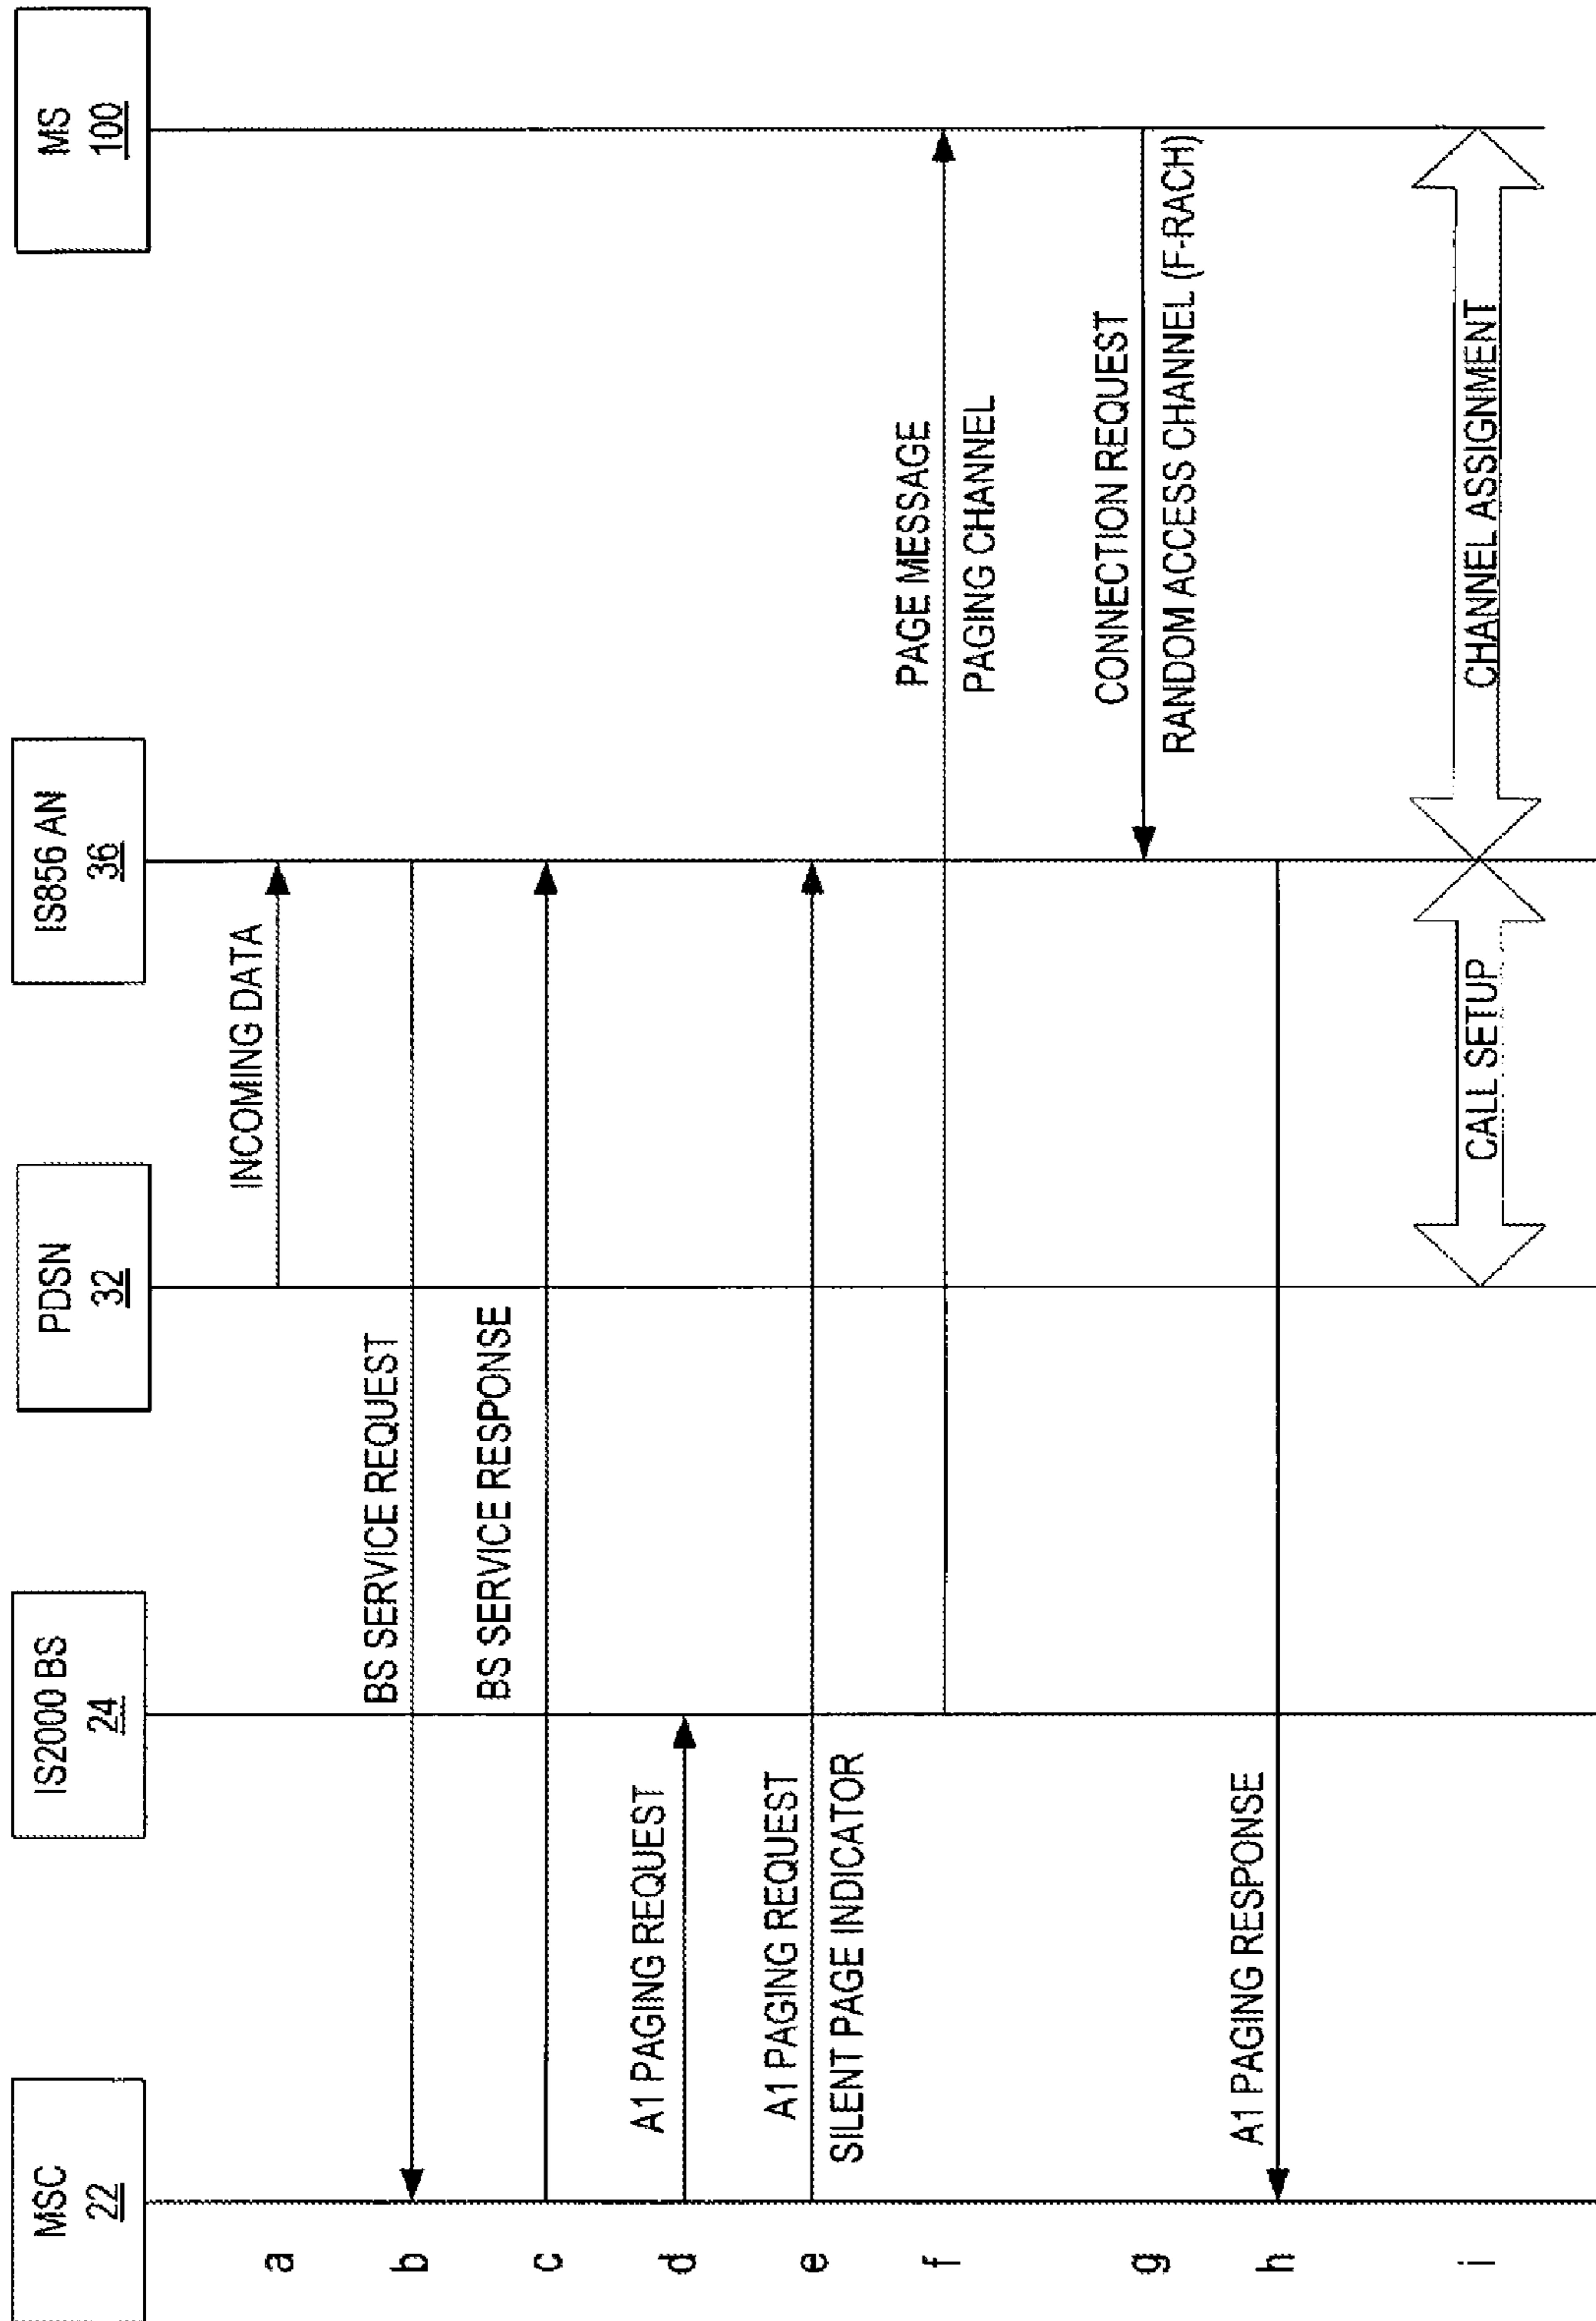 MSC
22
IS2000 BS
24
PDSN
32
IS856 AN
36
MS
100
a
INCOMING DATA
b
BS SERVICE REQUEST
c
BS SERVICE RESPONSE
d
A1 PAGING REQUEST
e
A1 PAGING REQUEST
SILENT PAGE INDICATOR
f
PAGE MESSAGE
PAGING CHANNEL
g
CONNECTION REQUEST
RANDOM ACCESS CHANNEL (F-RACH)
h
A1 PAGING RESPONSE
i
CALL SETUP
CHANNEL ASSIGNMENT